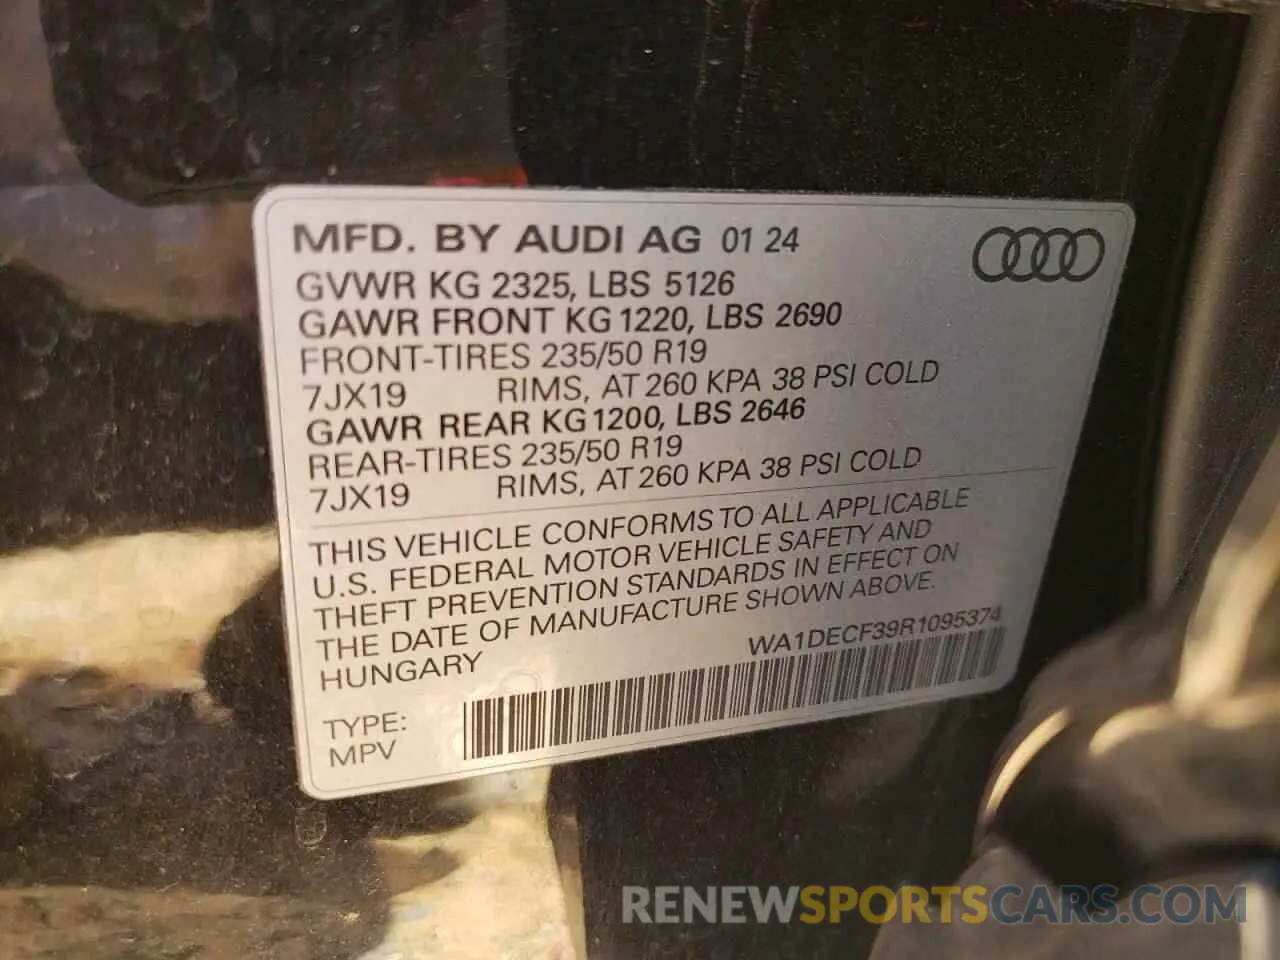 MFD. BY AUDI AG 01 24
GVWR KG 2325, LBS 5126
GAWR FRONT KG 1220, LBS 2690
FRONT-TIRES 235/50 R19
7JX19 RIMS, AT 260 KPA 38 PSI COLD
GAWR REAR KG 1200, LBS 2646
REAR-TIRES 235/50 R19
7JX19 RIMS, AT 260 KPA 38 PSI COLD
THIS VEHICLE CONFORMS TO ALL APPLICABLE
U.S. FEDERAL MOTOR VEHICLE SAFETY AND
THEFT PREVENTION STANDARDS IN EFFECT ON
THE DATE OF MANUFACTURE SHOWN ABOVE.
HUNGARY WA1DECF39R1095374
TYPE:
MPV
RENEWSPORTSCARS.COM